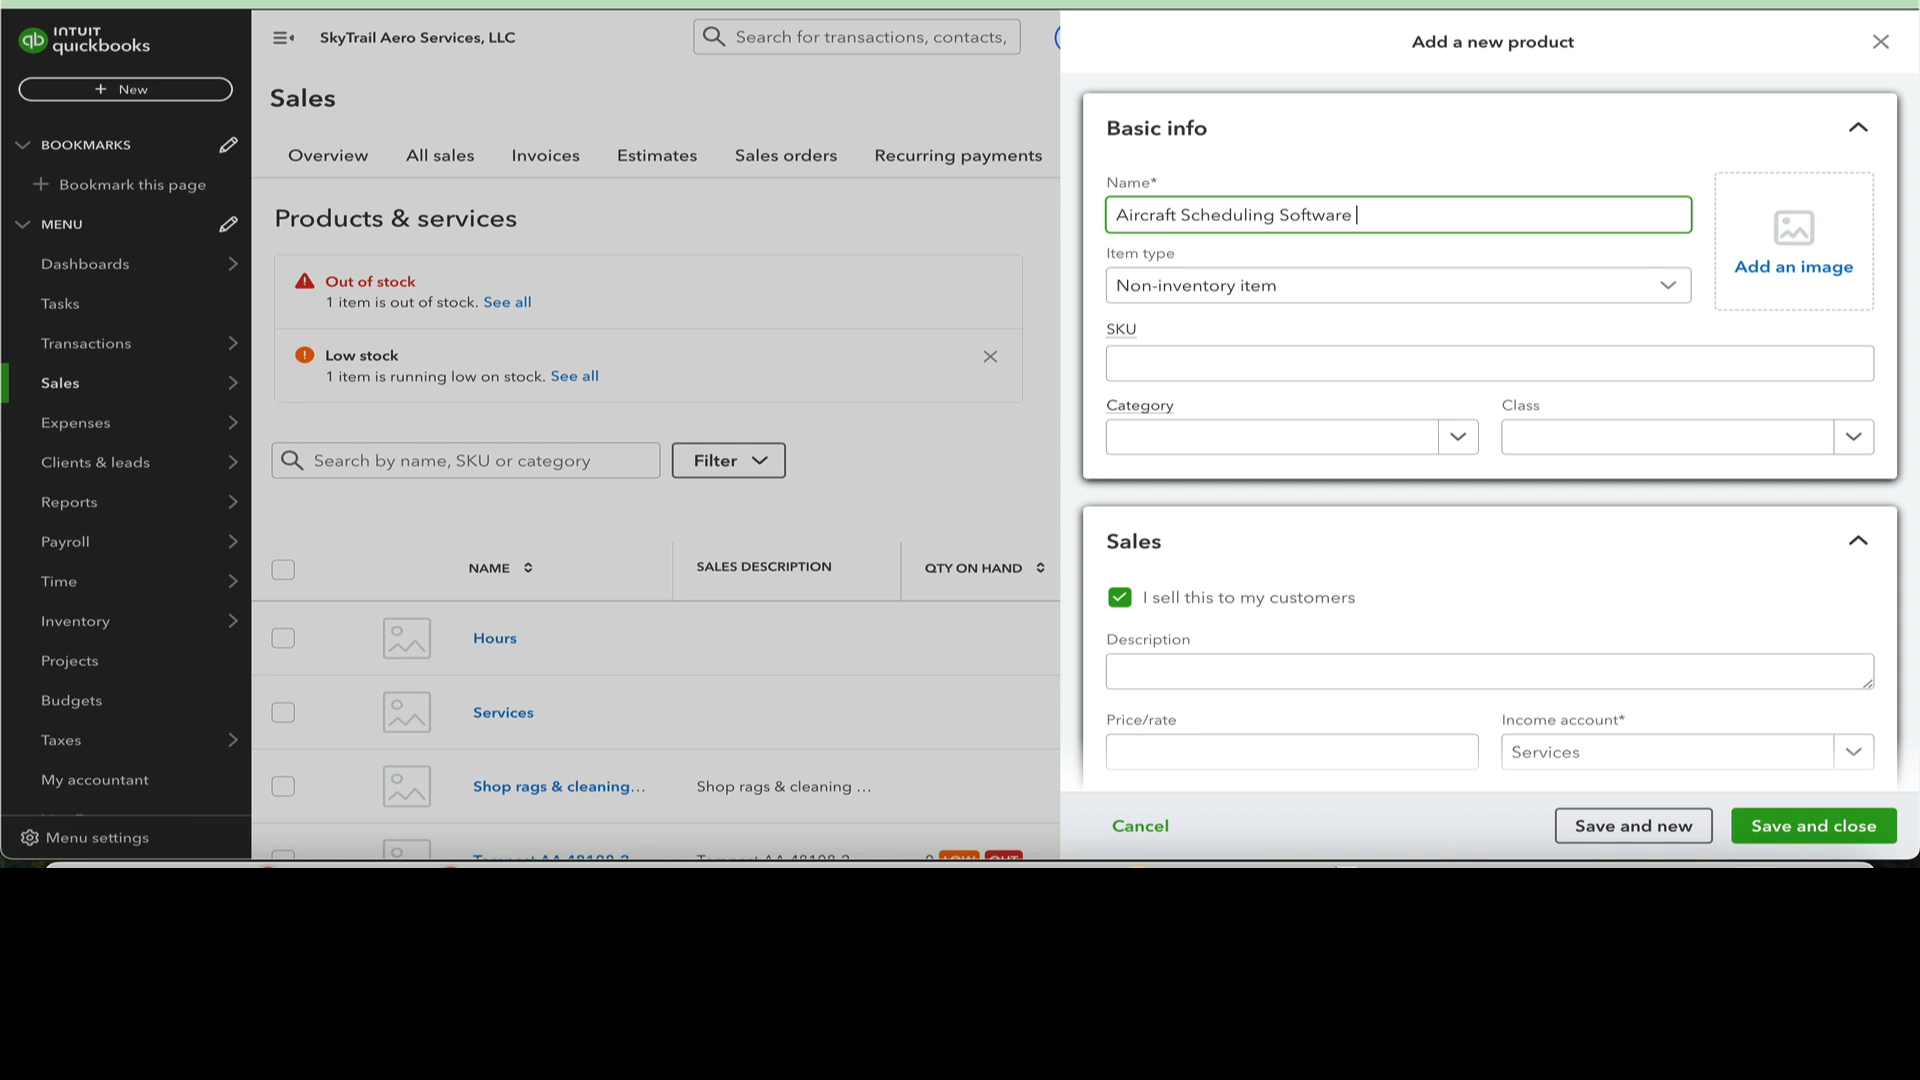 INTUIT
quickbooks
SkyTrail Aero Services, LLC
Search for transactions, contacts,
Add a new product
New
Sales
BOOKMARKS
Bookmark this page
MENU
Dashboards
Tasks
Transactions
Sales
Expenses
Clients & leads
Reports
Payroll
Time
Inventory
Projects
Budgets
Taxes
My accountant
Menu settings
Overview
All sales
Invoices
Estimates
Sales orders
Recurring payments
Products & services
Out of stock
1 item is out of stock. See all
Low stock
1 item is running low on stock. See all
Search by name, SKU or category
Filter
NAME
SALES DESCRIPTION
QTY ON HAND
Hours
Services
Shop rags & cleaning...
Shop rags & cleaning ...
Basic info
Name*
Aircraft Scheduling Software
Add an image
Item type
Non-inventory item
SKU
Category
Class
Sales
I sell this to my customers
Description
Price/rate
Income account*
Services
Cancel
Save and new
Save and close